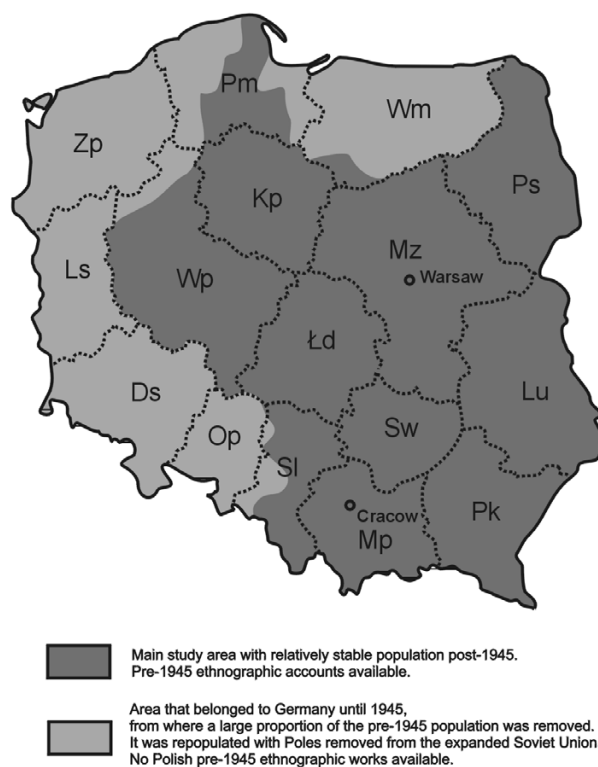 Pm
Wm
Zp
Ps
Kp
Mz
Warsaw
Ls
Wp
Łd
Ds
Lu
Op
Sw
Sl
Pk
Cracow
Mp
Main study area with relatively stable population post-1945.
Pre-1945 ethnographic accounts available.
Area that belonged to Germany until 1945,
from where a large proportion of the pre-1945 population was removed.
It was repopulated with Poles removed from the expanded Soviet Union
No Polish pre-1945 ethnographic works available.